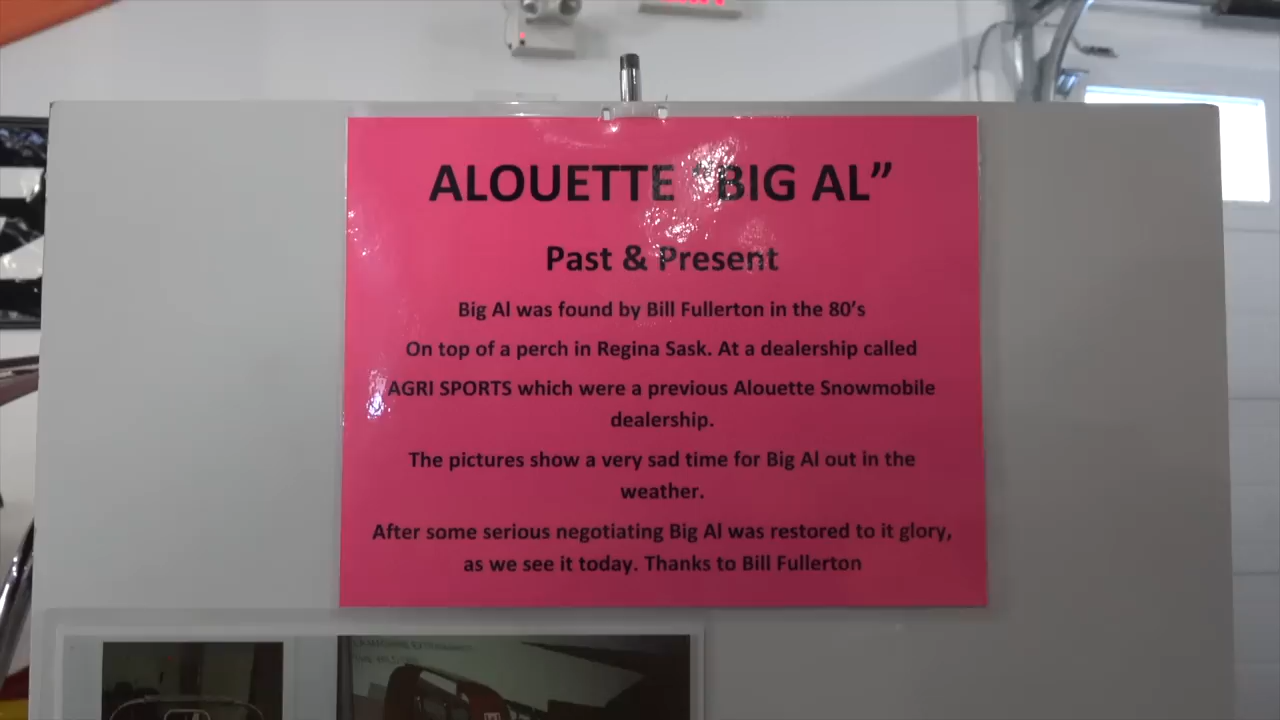 ALOUETTE “BIG AL”
Past & Present
Big Al was found by Bill Fullerton in the 80’s
On top of a perch in Regina Sask. At a dealership called
AGRI SPORTS which were a previous Alouette Snowmobile
dealership.
The pictures show a very sad time for Big Al out in the
weather.
After some serious negotiating Big Al was restored to it glory,
as we see it today. Thanks to Bill Fullerton